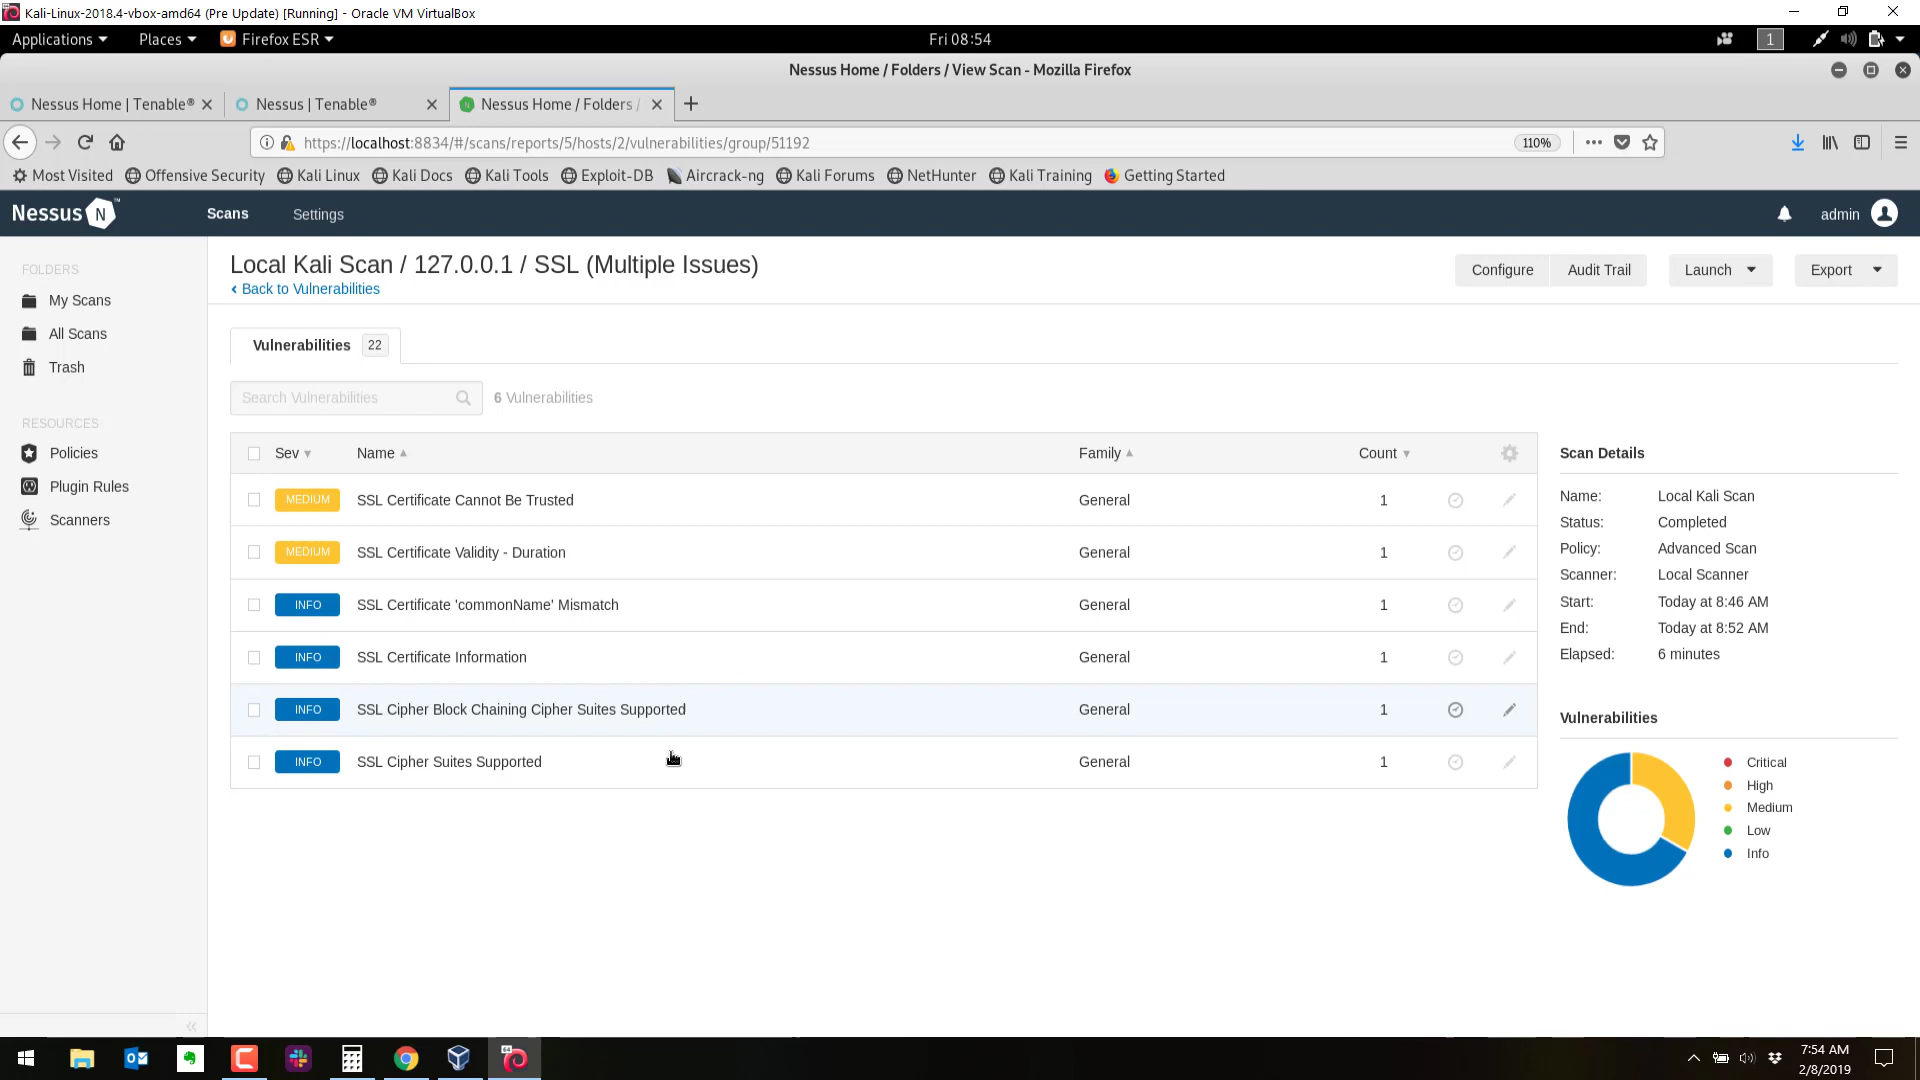 Kali-Linux-2018.4-vbox-amd64 (Pre Update) [Running] - Oracle VM VirtualBox
Applications Places Firefox ESR Fri 08:54 1
Nessus Home / Folders / View Scan - Mozilla Firefox
Nessus Home | Tenable® Nessus | Tenable® Nessus Home / Folders /
https://localhost:8834/#/scans/reports/5/hosts/2/vulnerabilities/group/51192 110%
Most Visited Offensive Security Kali Linux Kali Docs Kali Tools Exploit-DB Aircrack-ng Kali Forums NetHunter Kali Training Getting Started
Nessus N ™ Scans Settings admin
FOLDERS
My Scans
All Scans
Trash
RESOURCES
Policies
Plugin Rules
Scanners
Local Kali Scan / 127.0.0.1 / SSL (Multiple Issues)
‹ Back to Vulnerabilities
Configure Audit Trail Launch Export
Vulnerabilities 22
Search Vulnerabilities 6 Vulnerabilities
Sev Name Family Count
MEDIUM SSL Certificate Cannot Be Trusted General 1
MEDIUM SSL Certificate Validity - Duration General 1
INFO SSL Certificate 'commonName' Mismatch General 1
INFO SSL Certificate Information General 1
INFO SSL Cipher Block Chaining Cipher Suites Supported General 1
INFO SSL Cipher Suites Supported General 1
Scan Details
Name: Local Kali Scan
Status: Completed
Policy: Advanced Scan
Scanner: Local Scanner
Start: Today at 8:46 AM
End: Today at 8:52 AM
Elapsed: 6 minutes
Vulnerabilities
Critical
High
Medium
Low
Info
7:54 AM
2/8/2019